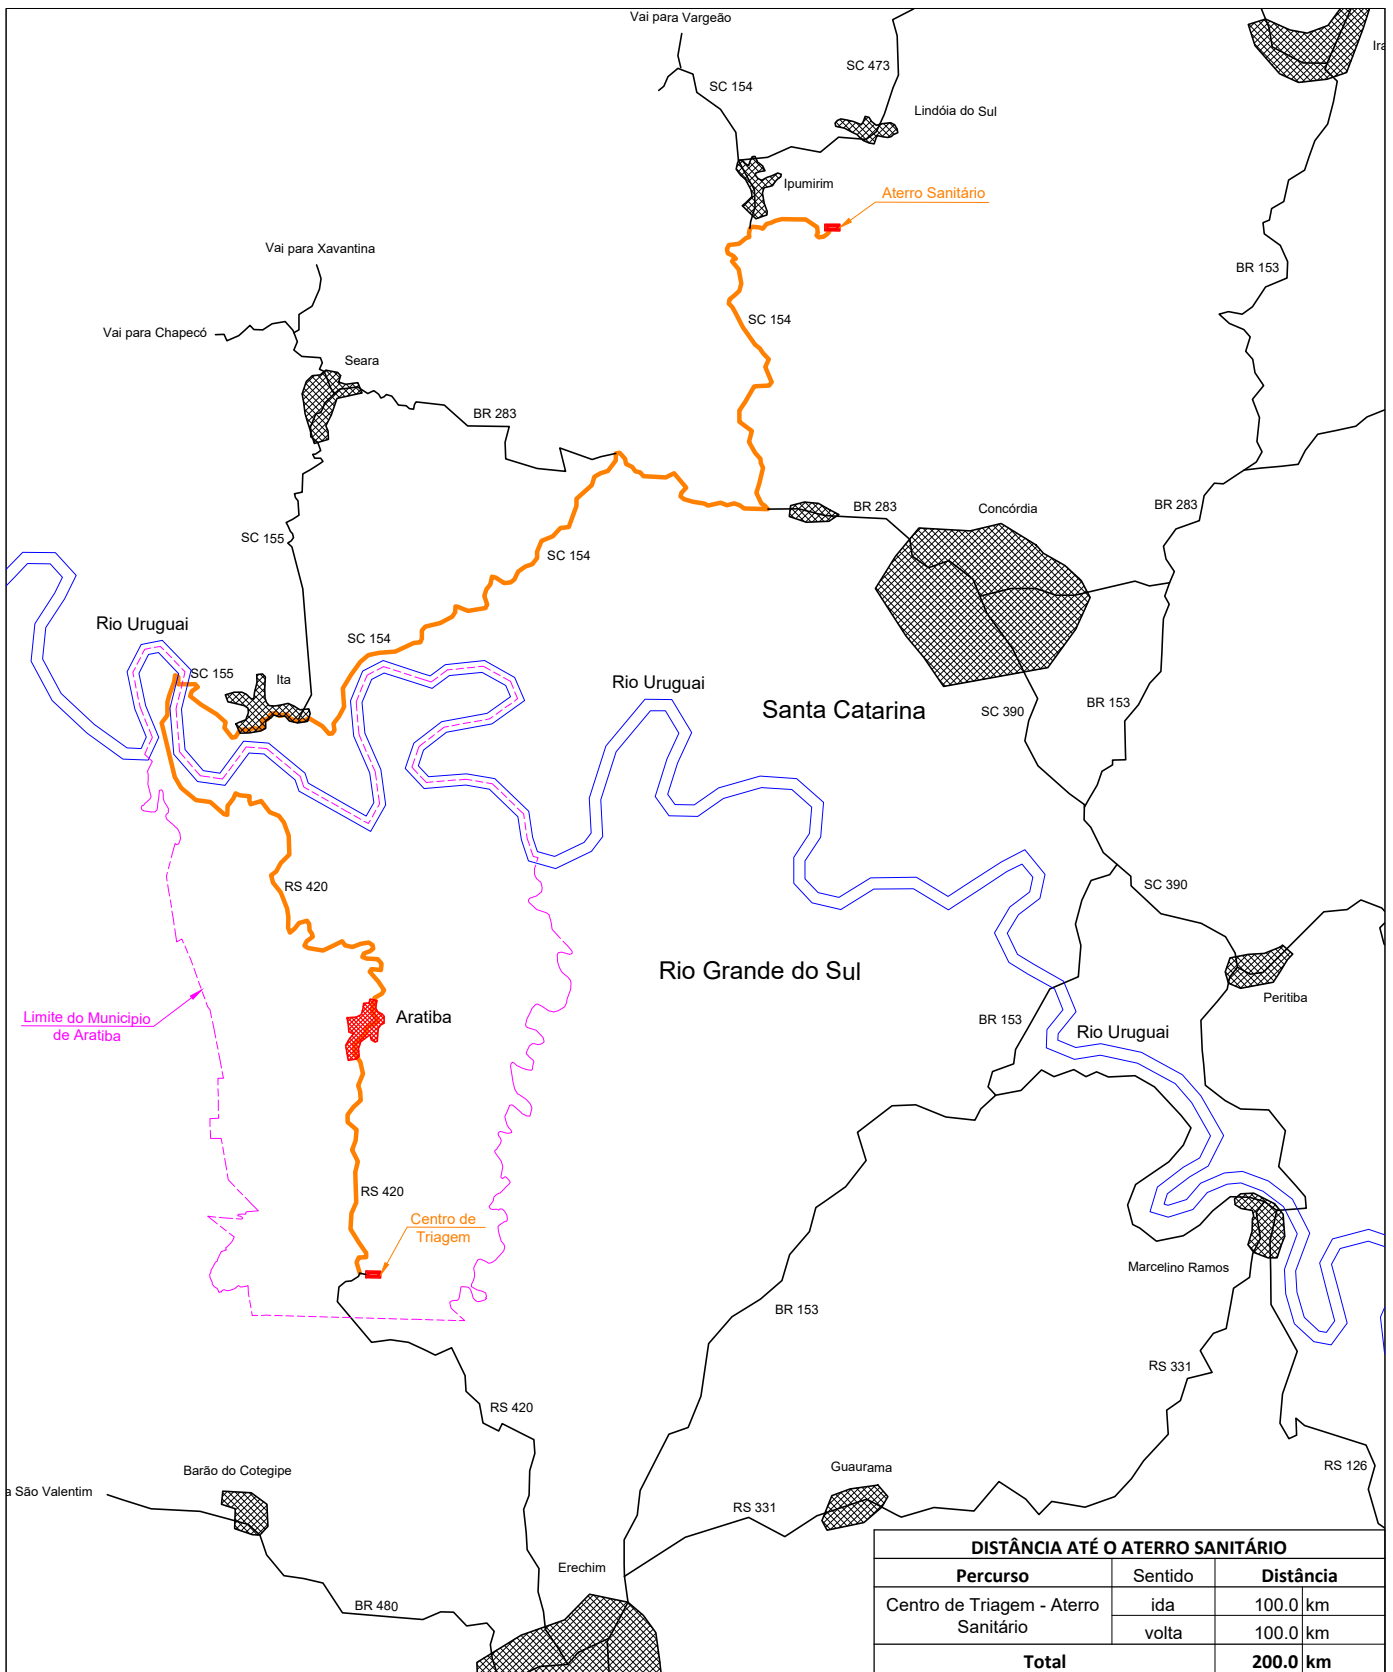 Vai para Vargeão
Ira
SC 473
SC 154
Lindóia do Sul
Ipumirim
Aterro Sanitário
Vai para Xavantina
BR 153
SC 154
Vai para Chapecó
Seara
BR 283
BR 283
Concórdia
BR 283
SC 155
SC 154
Rio Uruguai
SC 154
SC 155
Ita
Rio Uruguai
Santa Catarina
SC 390
BR 153
RS 420
SC 390
Rio Grande do Sul
Peritiba
Limite do Municipio
de Aratiba
Aratiba
BR 153
Rio Uruguai
RS 420
Centro de
Triagem
Marcelino Ramos
BR 153
RS 331
RS 420
Barão do Cotegipe
Guaurama
RS 126
a São Valentim
RS 331
Erechim
BR 480
DISTÂNCIA ATÉ O ATERRO SANITÁRIO
Percurso Sentido Distância
Centro de Triagem - Aterro
Sanitário
ida 100.0 km
volta 100.0 km
Total 200.0 km